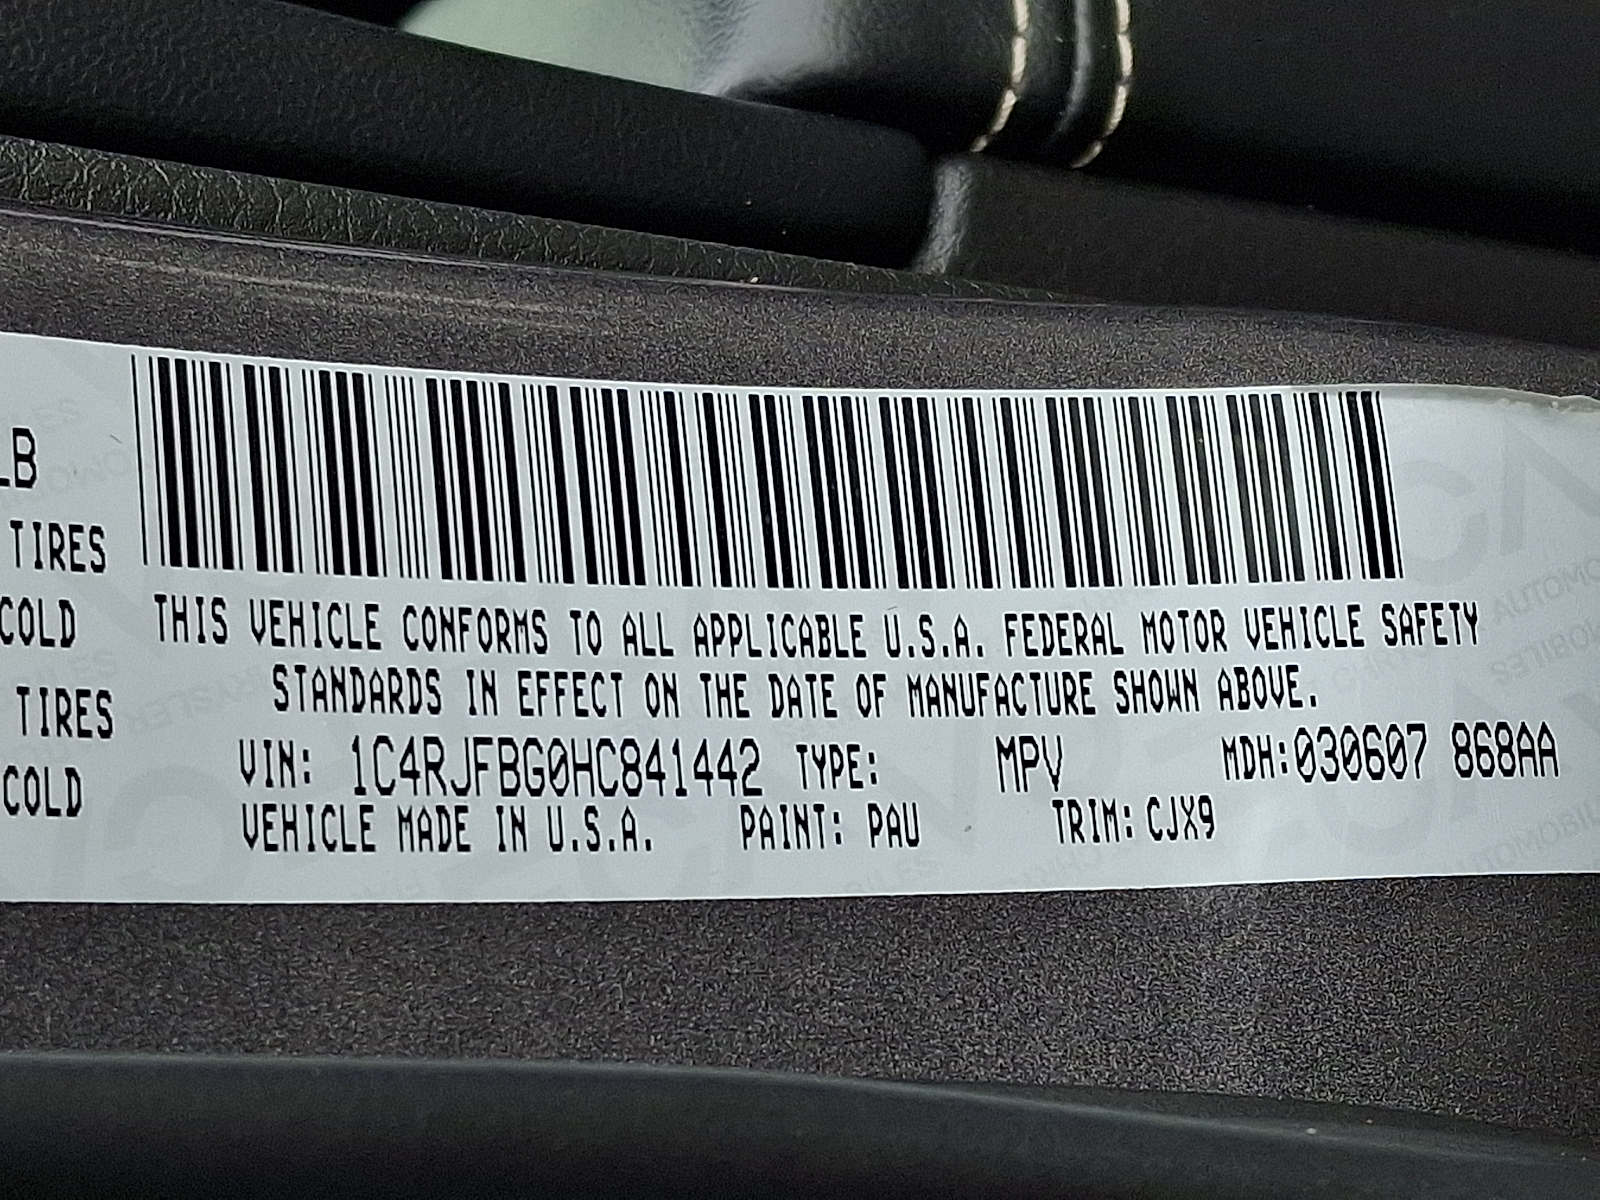 LB
TIRES
COLD
TIRES
COLD
THIS VEHICLE CONFORMS TO ALL APPLICABLE U.S.A. FEDERAL MOTOR VEHICLE SAFETY
STANDARDS IN EFFECT ON THE DATE OF MANUFACTURE SHOWN ABOVE.
VIN: 1C4RJFBG0HC841442 TYPE: MPV MDH:030607 868AA
VEHICLE MADE IN U.S.A. PAINT: PAU TRIM: CJX9